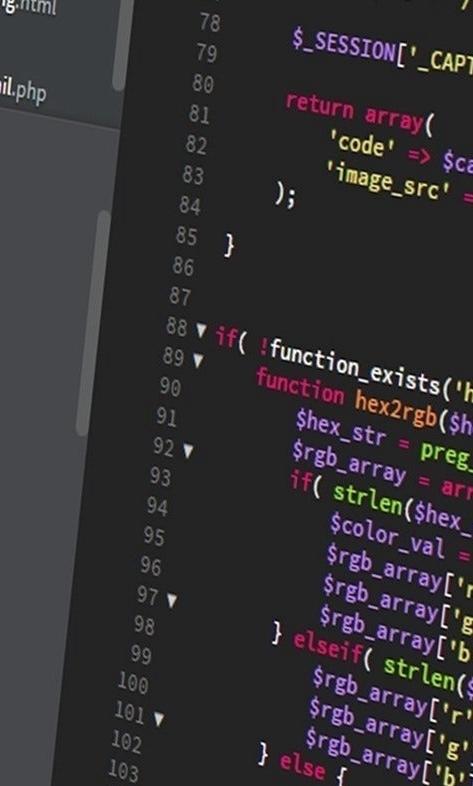 g.html
il.php
78 $_SESSION['_CAPT
79
80 return array(
81 'code' => $ca
82 'image_src' =
83 );
84
85 }
86
87
88 ▼ if( !function_exists('h
89 ▼ function hex2rgb($h
90 $hex_str = preg_
91 $rgb_array = arr
92 ▼ if( strlen($hex_
93 $color_val =
94 $rgb_array['r
95 $rgb_array['g
96 $rgb_array['b
97 ▼ } elseif( strlen($
98 $rgb_array['r'
99 $rgb_array['g'
100 $rgb_array['b'
101 ▼ } else {
102
103